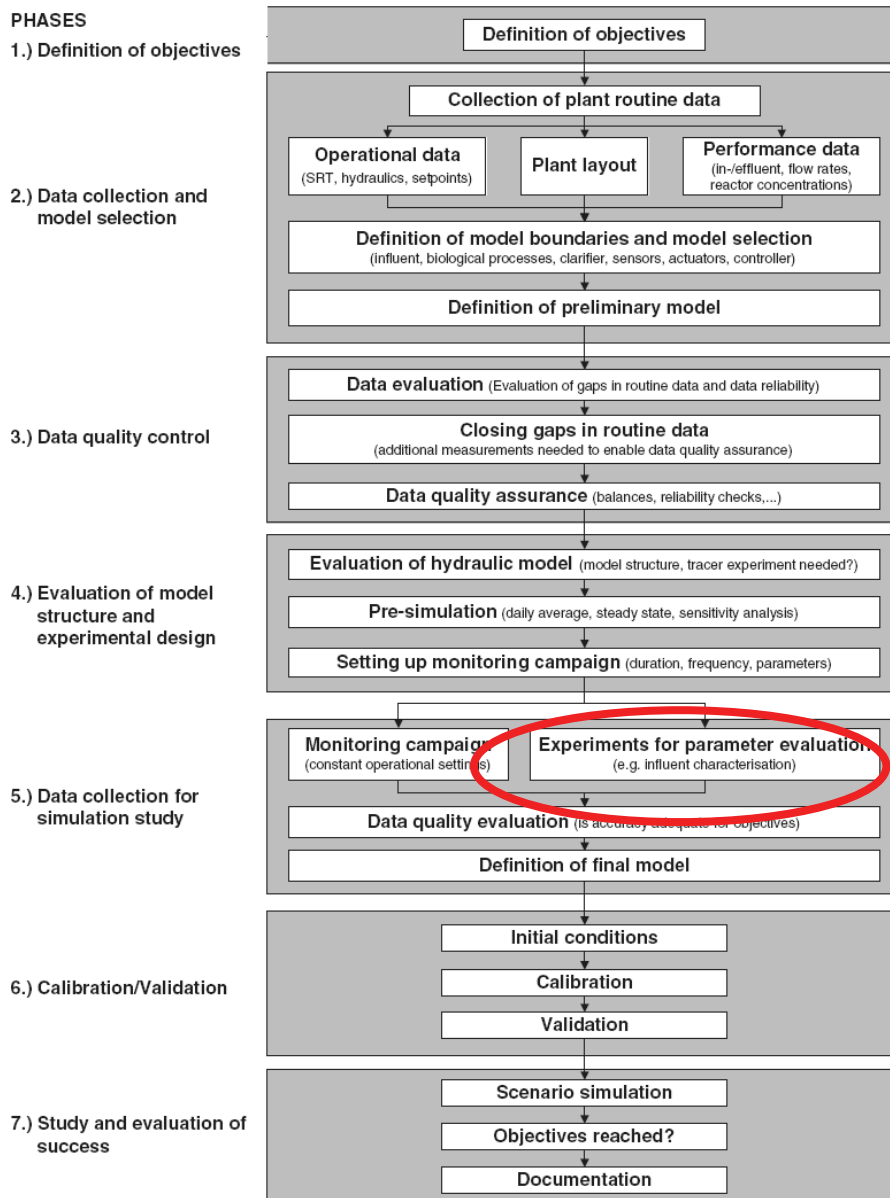 PHASES
1.) Definition of objectives
Definition of objectives
2.) Data collection and
model selection
Collection of plant routine data
Operational data
(SRT, hydraulics, setpoints)
Plant layout
Performance data
(in-/effluent, flow rates,
reactor concentrations)
Definition of model boundaries and model selection
(influent, biological processes, clarifier, sensors, actuators, controller)
Definition of preliminary model
3.) Data quality control
Data evaluation (Evaluation of gaps in routine data and data reliability)
Closing gaps in routine data
(additional measurements needed to enable data quality assurance)
Data quality assurance (balances, reliability checks,...)
4.) Evaluation of model
structure and
experimental design
Evaluation of hydraulic model (model structure, tracer experiment needed?)
Pre-simulation (daily average, steady state, sensitivity analysis)
Setting up monitoring campaign (duration, frequency, parameters)
5.) Data collection for
simulation study
Monitoring campaign
(constant operational settings)
Experiments for parameter evaluation
(e.g. influent characterisation)
Data quality evaluation (is accuracy adequate for objectives)
Definition of final model
6.) Calibration/Validation
Initial conditions
Calibration
Validation
7.) Study and evaluation of
success
Scenario simulation
Objectives reached?
Documentation